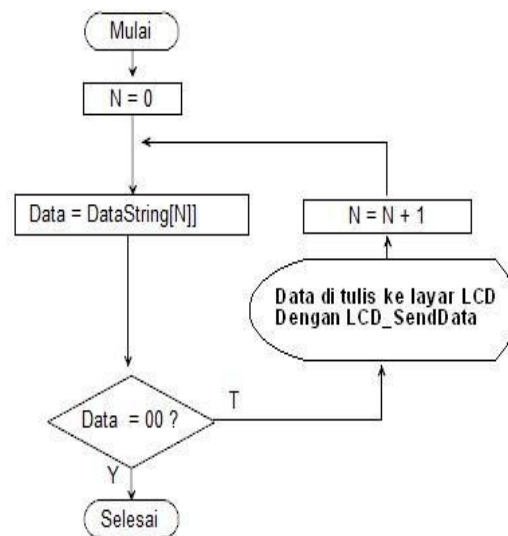 Mulai
N = 0
Data = DataString[N]]
N = N + 1
Data di tulis ke layar LCD
Dengan LCD_SendData
Data = 00 ?
T
Y
Selesai